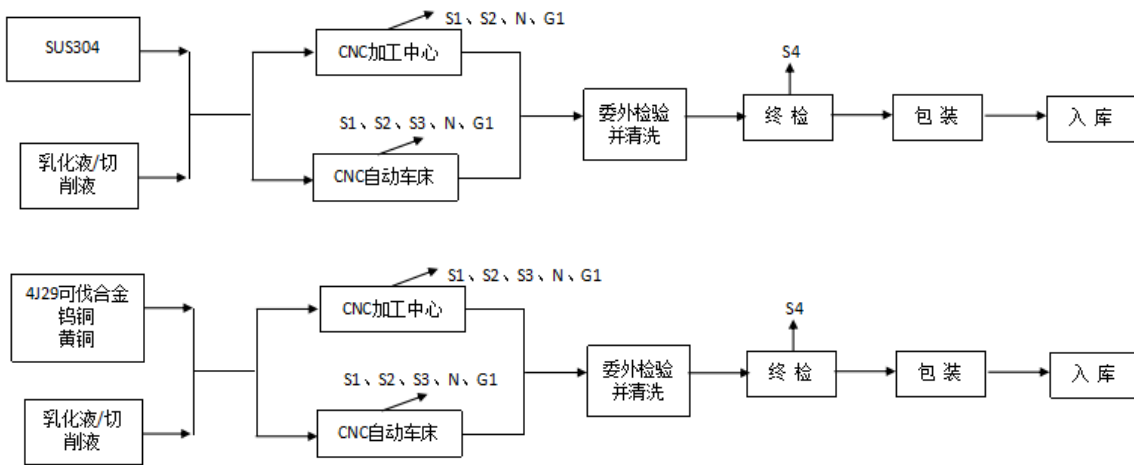 S1、S2、N、G1
SUS304
CNC加工中心
S4
S1、S2、S3、N、G1
委外检验
并清洗
终 检
包 装
入 库
乳化液/切
削液
CNC自动车床
S1、S2、S3、N、G1
4J29可伐合金
钨铜
黄铜
CNC加工中心
S4
S1、S2、S3、N、G1
委外检验
并清洗
终 检
包 装
入 库
乳化液/切
削液
CNC自动车床